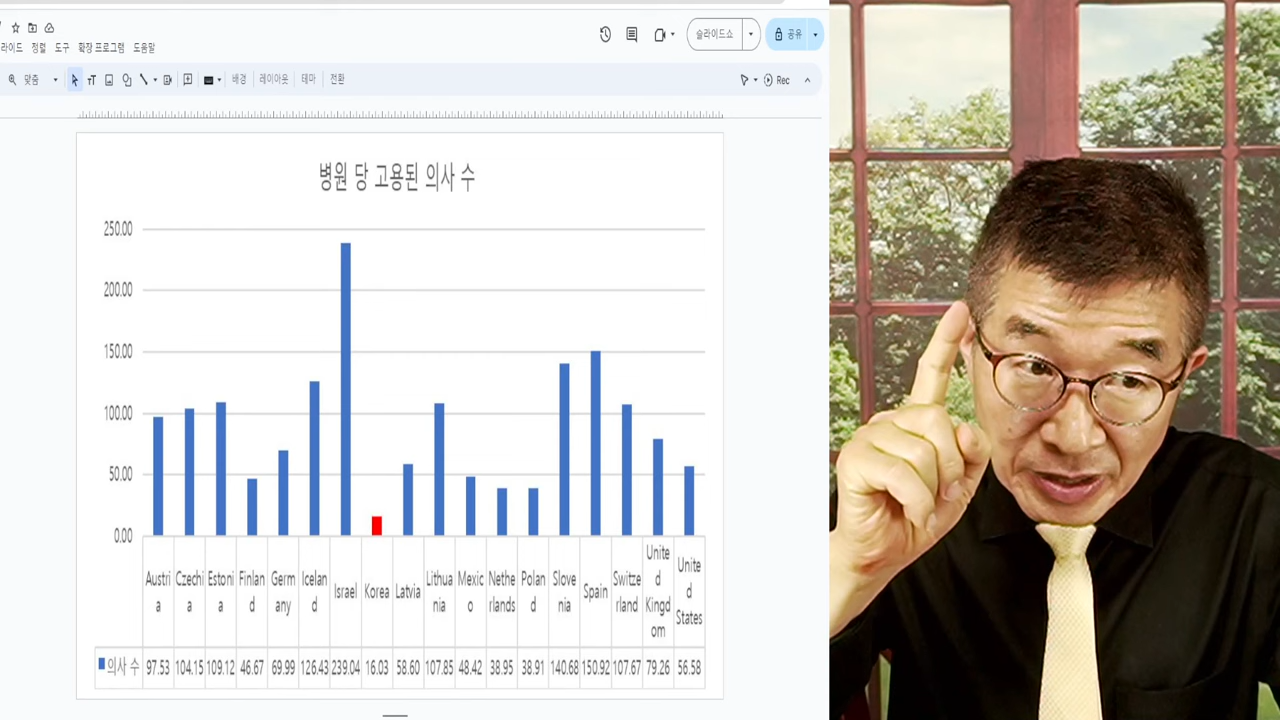 라이드 정렬 도구 확장 프로그램 도움말
슬라이드쇼
공유
맞춤
배경 레이아웃 테마 전환
Rec
병원 당 고용된 의사 수
250.00
200.00
150.00
100.00
50.00
0.00
Austria Czechia Estonia Finland Germany Iceland Israel Korea Latvia Lithuania Mexico Netherlands Poland Slovenia Spain Switzerland United Kingdom United States
의사 수 97.53 104.15 109.12 46.67 69.99 126.43 239.04 16.03 58.60 107.85 48.42 38.95 38.91 140.68 150.92 107.67 79.26 56.58